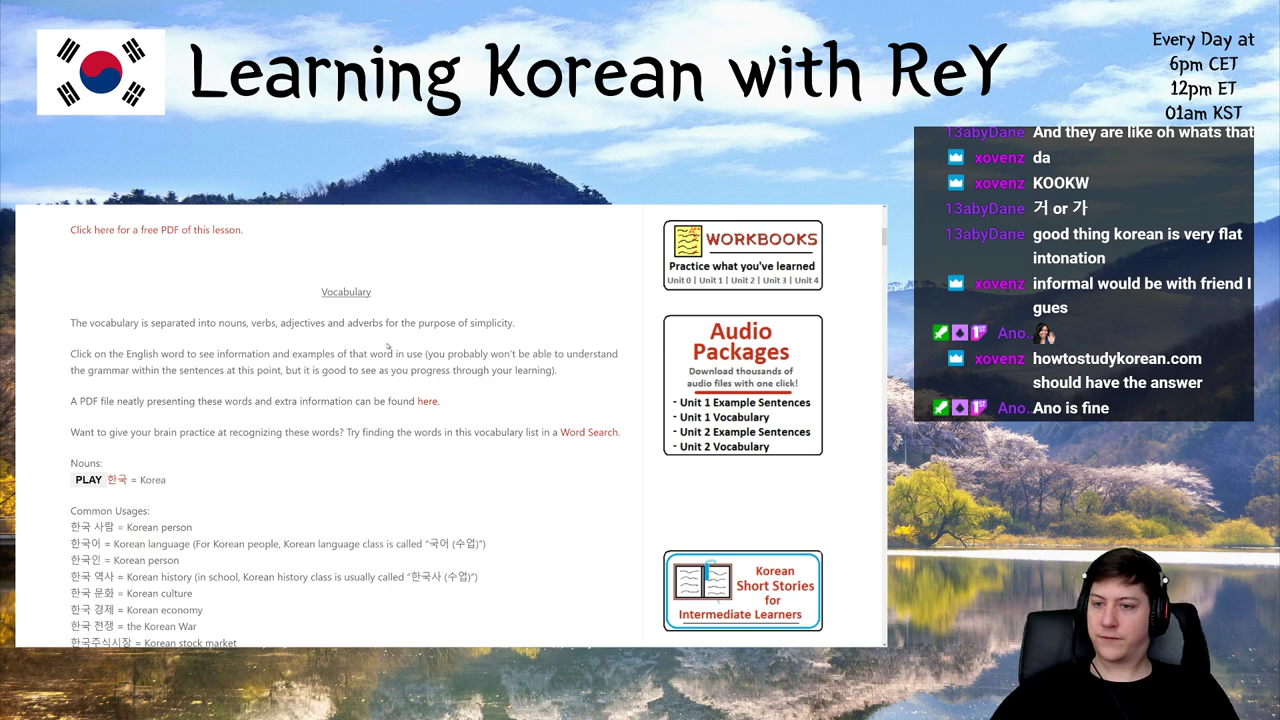 Learning Korean with ReY
Every Day at
6pm CET
12pm ET
01am KST
13abyDane And they are like oh whats that
xovenz da
xovenz KOOKW
13abyDane 거 or 가
13abyDane good thing korean is very flat
intonation
xovenz informal would be with friend I
gues
Ano..
xovenz howtostudykorean.com
should have the answer
Ano.. Ano is fine
Click here for a free PDF of this lesson.
Vocabulary
The vocabulary is separated into nouns, verbs, adjectives and adverbs for the purpose of simplicity.
Click on the English word to see information and examples of that word in use (you probably won't be able to understand
the grammar within the sentences at this point, but it is good to see as you progress through your learning).
A PDF file neatly presenting these words and extra information can be found here.
Want to give your brain practice at recognizing these words? Try finding the words in this vocabulary list in a Word Search.
Nouns:
PLAY 한국 = Korea
Common Usages:
한국 사람 = Korean person
한국어 = Korean language (For Korean people, Korean language class is called “국어 (수업)”)
한국인 = Korean person
한국 역사 = Korean history (in school, Korean history class is usually called “한국사 (수업)”)
한국 문화 = Korean culture
한국 경제 = Korean economy
한국 전쟁 = the Korean War
한국주식시장 = Korean stock market
WORKBOOKS
Practice what you've learned
Unit 0 | Unit 1 | Unit 2 | Unit 3 | Unit 4
Audio
Packages
Download thousands of
audio files with one click!
- Unit 1 Example Sentences
- Unit 1 Vocabulary
- Unit 2 Example Sentences
- Unit 2 Vocabulary
Korean
Short Stories
for
Intermediate Learners